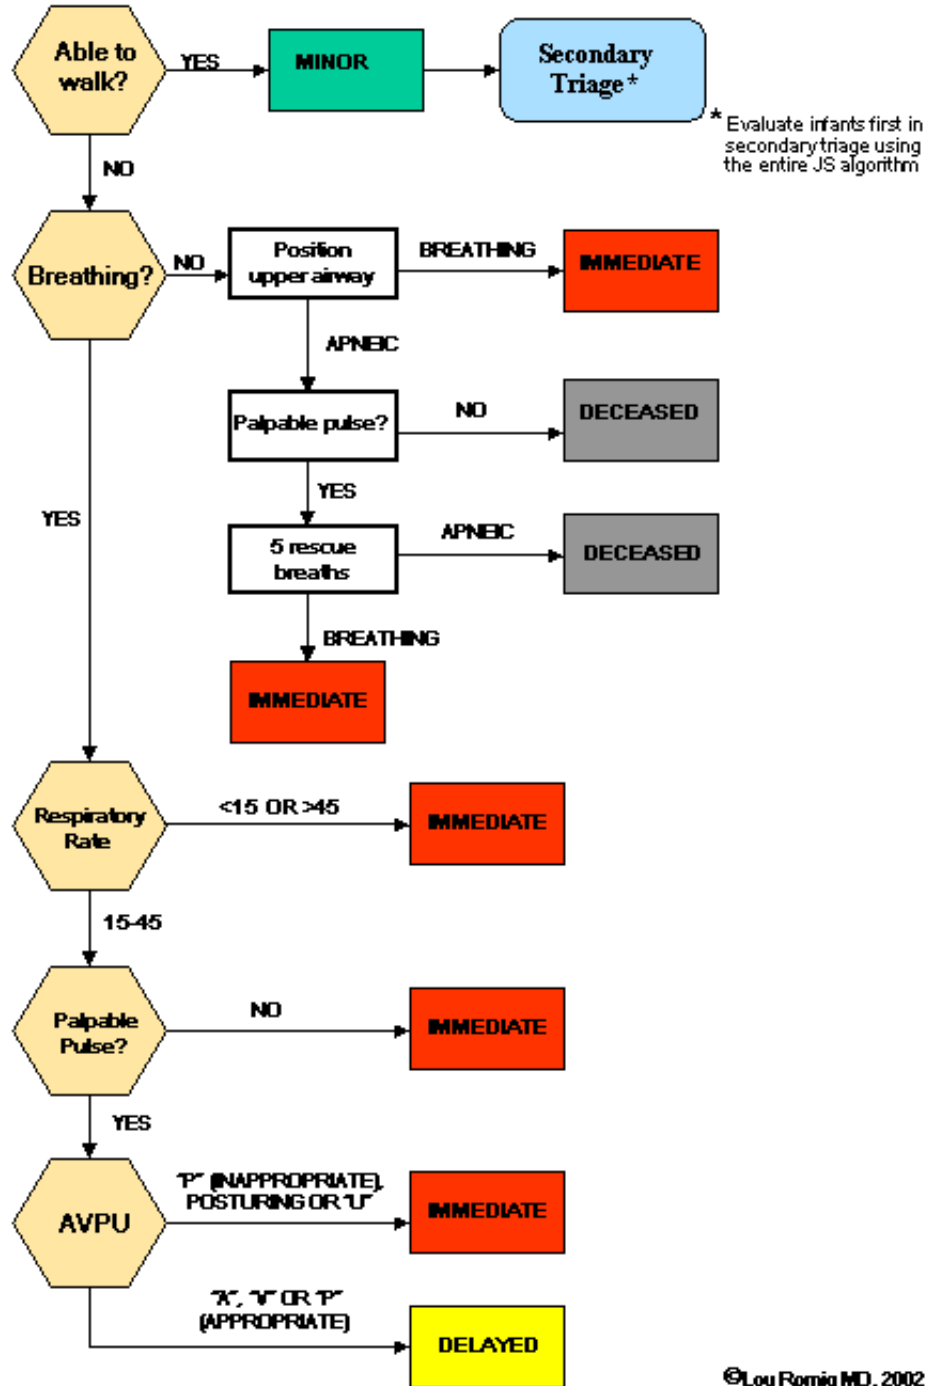 Able to
walk?
YES
MINOR
Secondary
Triage*
* Evaluate infants first in
secondary triage using
the entire JS algorithm
NO
Breathing?
NO
Position
upper airway
BREATHING
IMMEDIATE
APNEIC
Palpable pulse?
NO
DECEASED
YES
YES
5 rescue
breaths
APNEIC
DECEASED
BREATHING
IMMEDIATE
Respiratory
Rate
<15 OR >45
IMMEDIATE
15-45
Palpable
Pulse?
NO
IMMEDIATE
YES
AVPU
"P" (INAPPROPRIATE),
POSTURING OR "U"
IMMEDIATE
"A", "V" OR "P"
(APPROPRIATE)
DELAYED
©Lou Romig MD, 2002